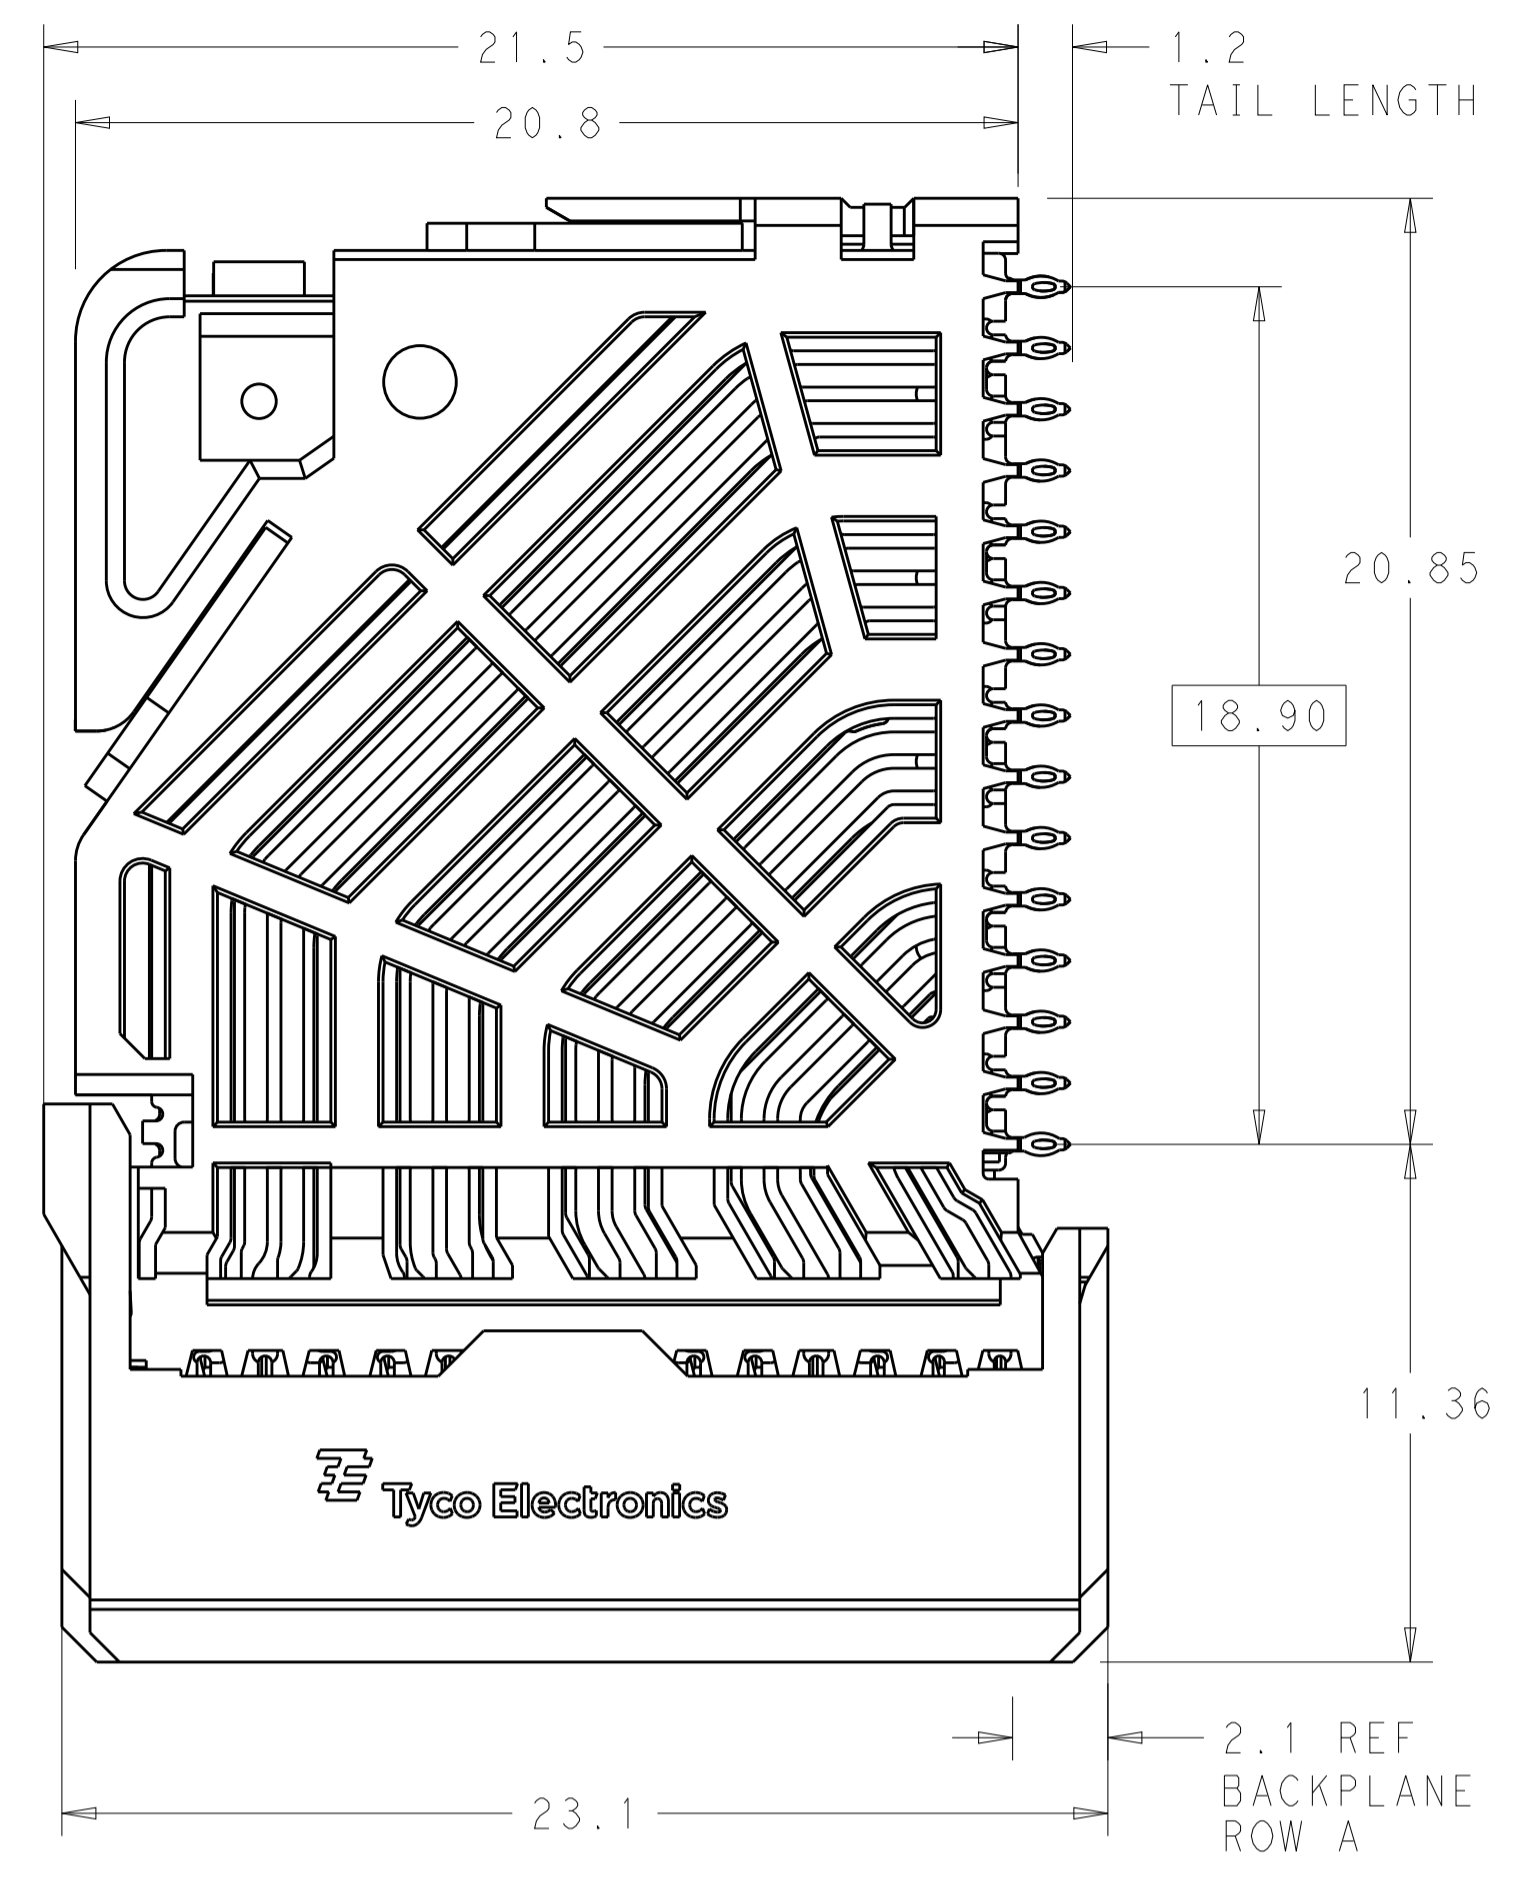 21.5
1.2
TAIL LENGTH
20.8
20.85
18.90
11.36
Tyco Electronics
2.1 REF
BACKPLANE
ROW A
23.1